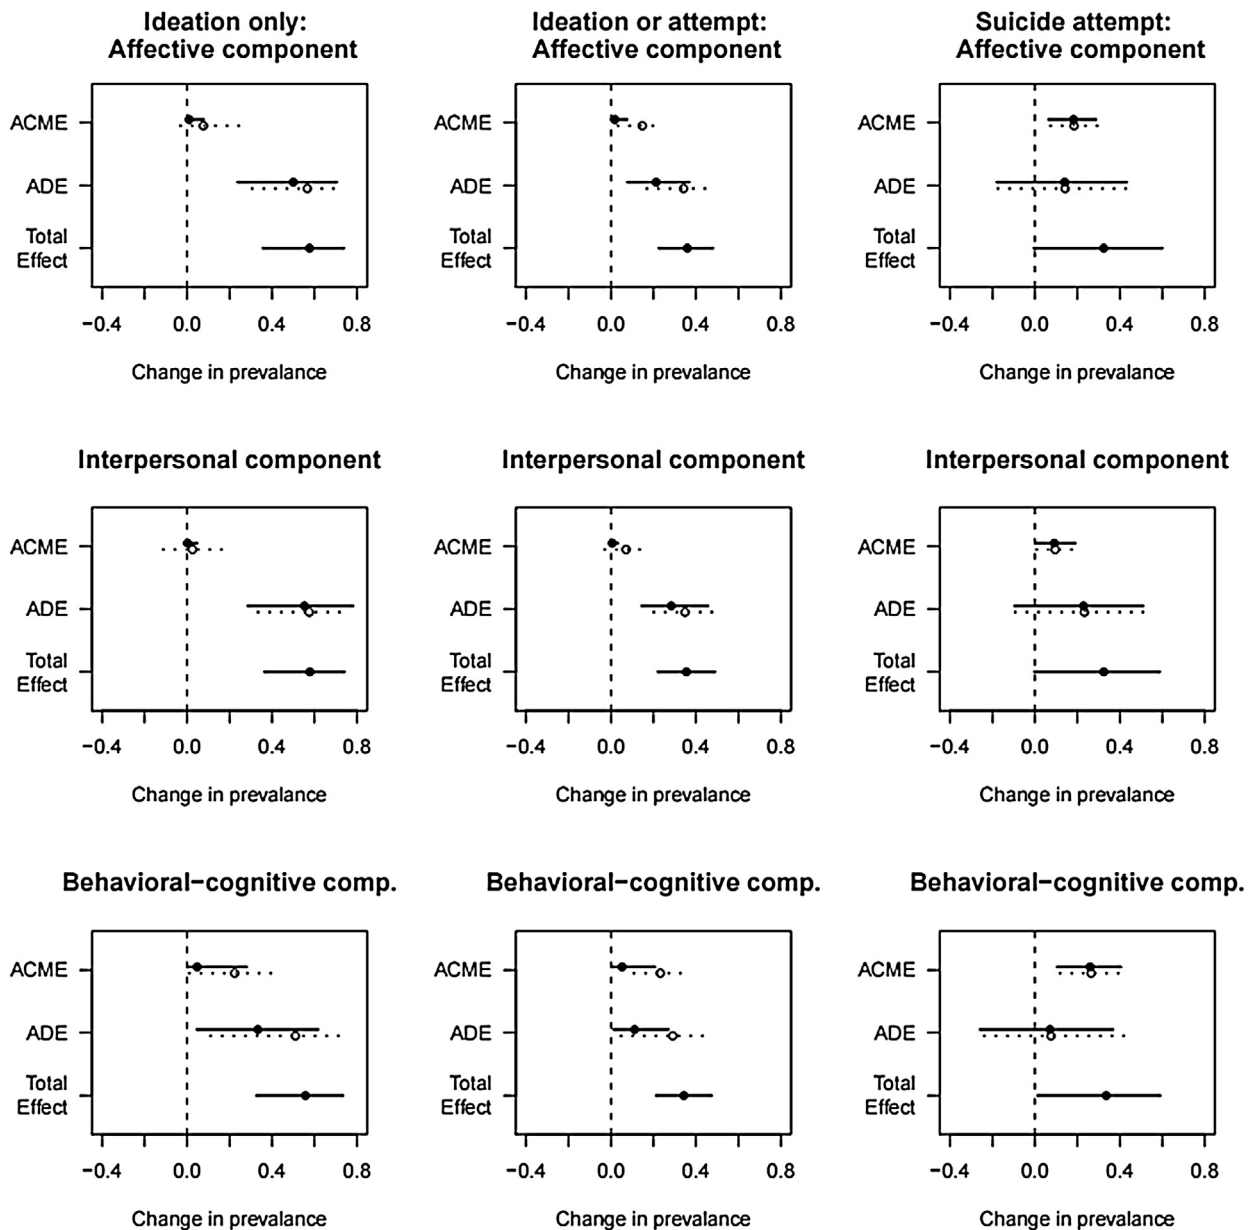 Ideation only:
Affective component
ACME
ADE
Total
Effect
−0.4 0.0 0.4 0.8
Change in prevalance
Ideation or attempt:
Affective component
ACME
ADE
Total
Effect
−0.4 0.0 0.4 0.8
Change in prevalance
Suicide attempt:
Affective component
ACME
ADE
Total
Effect
−0.4 0.0 0.4 0.8
Change in prevalance
Interpersonal component
ACME
ADE
Total
Effect
−0.4 0.0 0.4 0.8
Change in prevalance
Interpersonal component
ACME
ADE
Total
Effect
−0.4 0.0 0.4 0.8
Change in prevalance
Interpersonal component
ACME
ADE
Total
Effect
−0.4 0.0 0.4 0.8
Change in prevalance
Behavioral−cognitive comp.
ACME
ADE
Total
Effect
−0.4 0.0 0.4 0.8
Change in prevalance
Behavioral−cognitive comp.
ACME
ADE
Total
Effect
−0.4 0.0 0.4 0.8
Change in prevalance
Behavioral−cognitive comp.
ACME
ADE
Total
Effect
−0.4 0.0 0.4 0.8
Change in prevalance